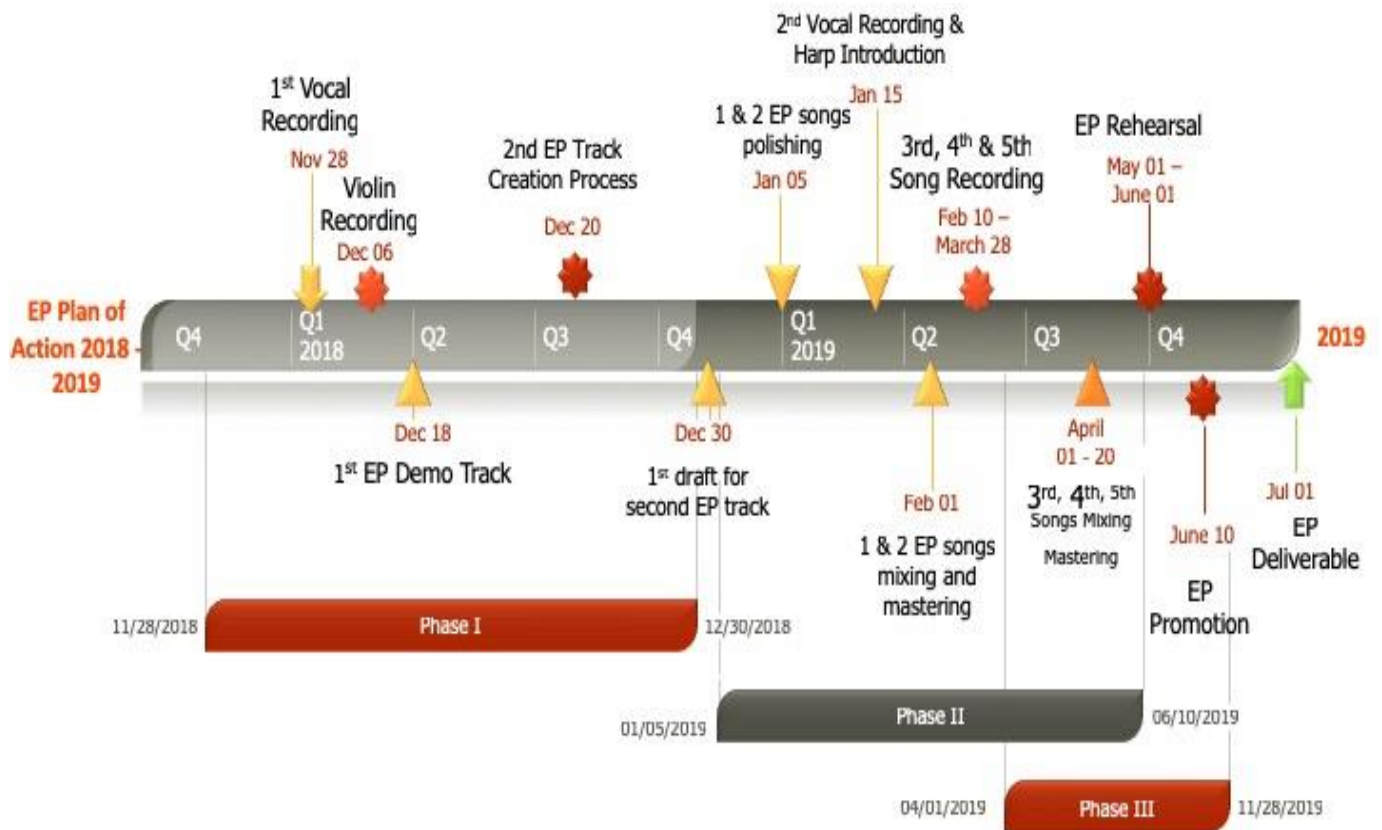 2nd Vocal Recording &
Harp Introduction
Jan 15
1st Vocal
Recording
Nov 28
Violin
Recording
Dec 06
2nd EP Track
Creation Process
Dec 20
1 & 2 EP songs
polishing
Jan 05
3rd, 4th & 5th
Song Recording
Feb 10 –
March 28
EP Rehearsal
May 01 –
June 01
EP Plan of
Action 2018 -
2019
Q4
Q1
2018
Q2
Q3
Q4
Q1
2019
Q2
Q3
Q4
2019
Dec 18
1st EP Demo Track
Dec 30
1st draft for
second EP track
Feb 01
1 & 2 EP songs
mixing and
mastering
April
01 - 20
3rd, 4th, 5th
Songs Mixing
Mastering
June 10
EP
Promotion
Jul 01
EP
Deliverable
11/28/2018
Phase I
12/30/2018
01/05/2019
Phase II
06/10/2019
04/01/2019
Phase III
11/28/2019